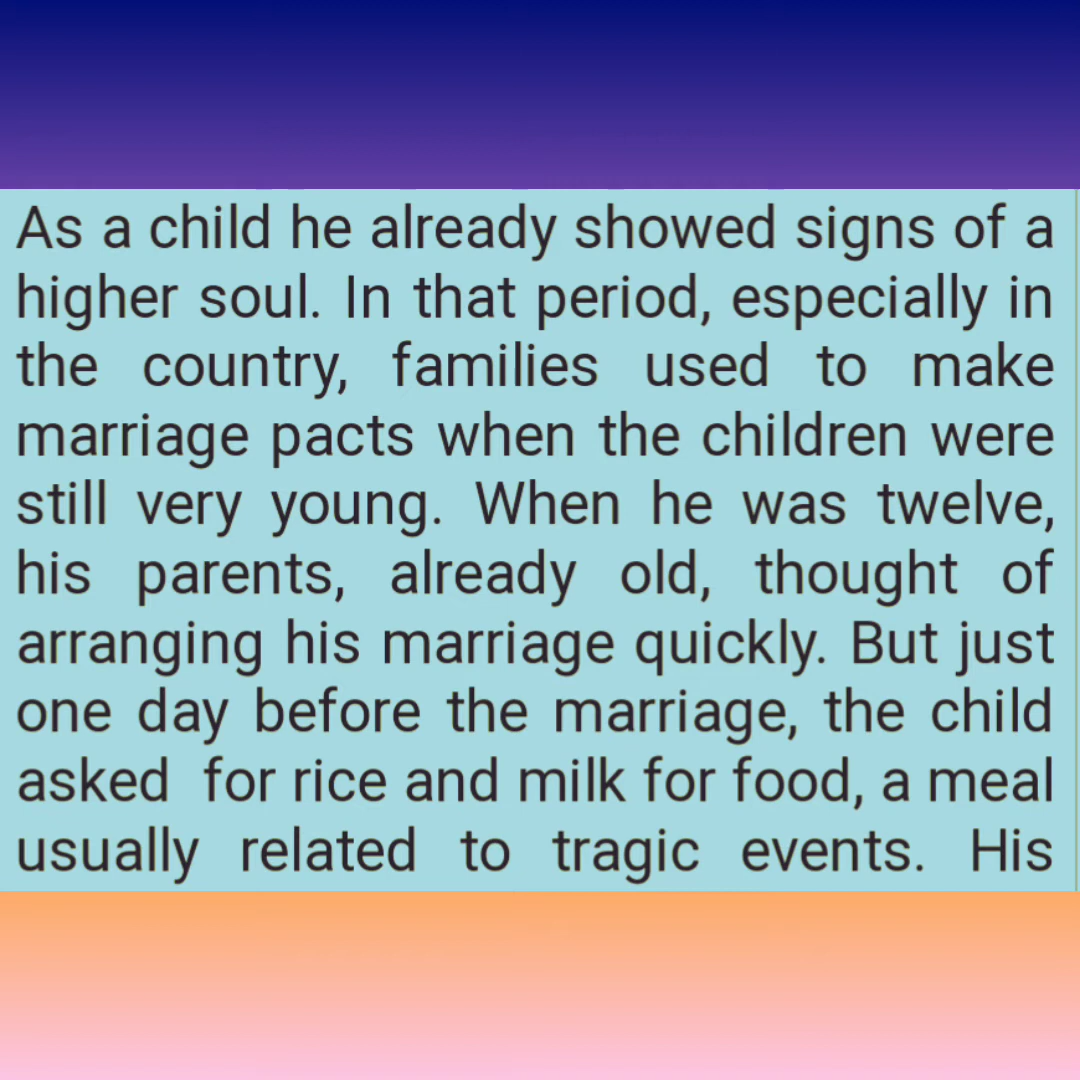 As a child he already showed signs of a
higher soul. In that period, especially in
the country, families used to make
marriage pacts when the children were
still very young. When he was twelve,
his parents, already old, thought of
arranging his marriage quickly. But just
one day before the marriage, the child
asked for rice and milk for food, a meal
usually related to tragic events. His